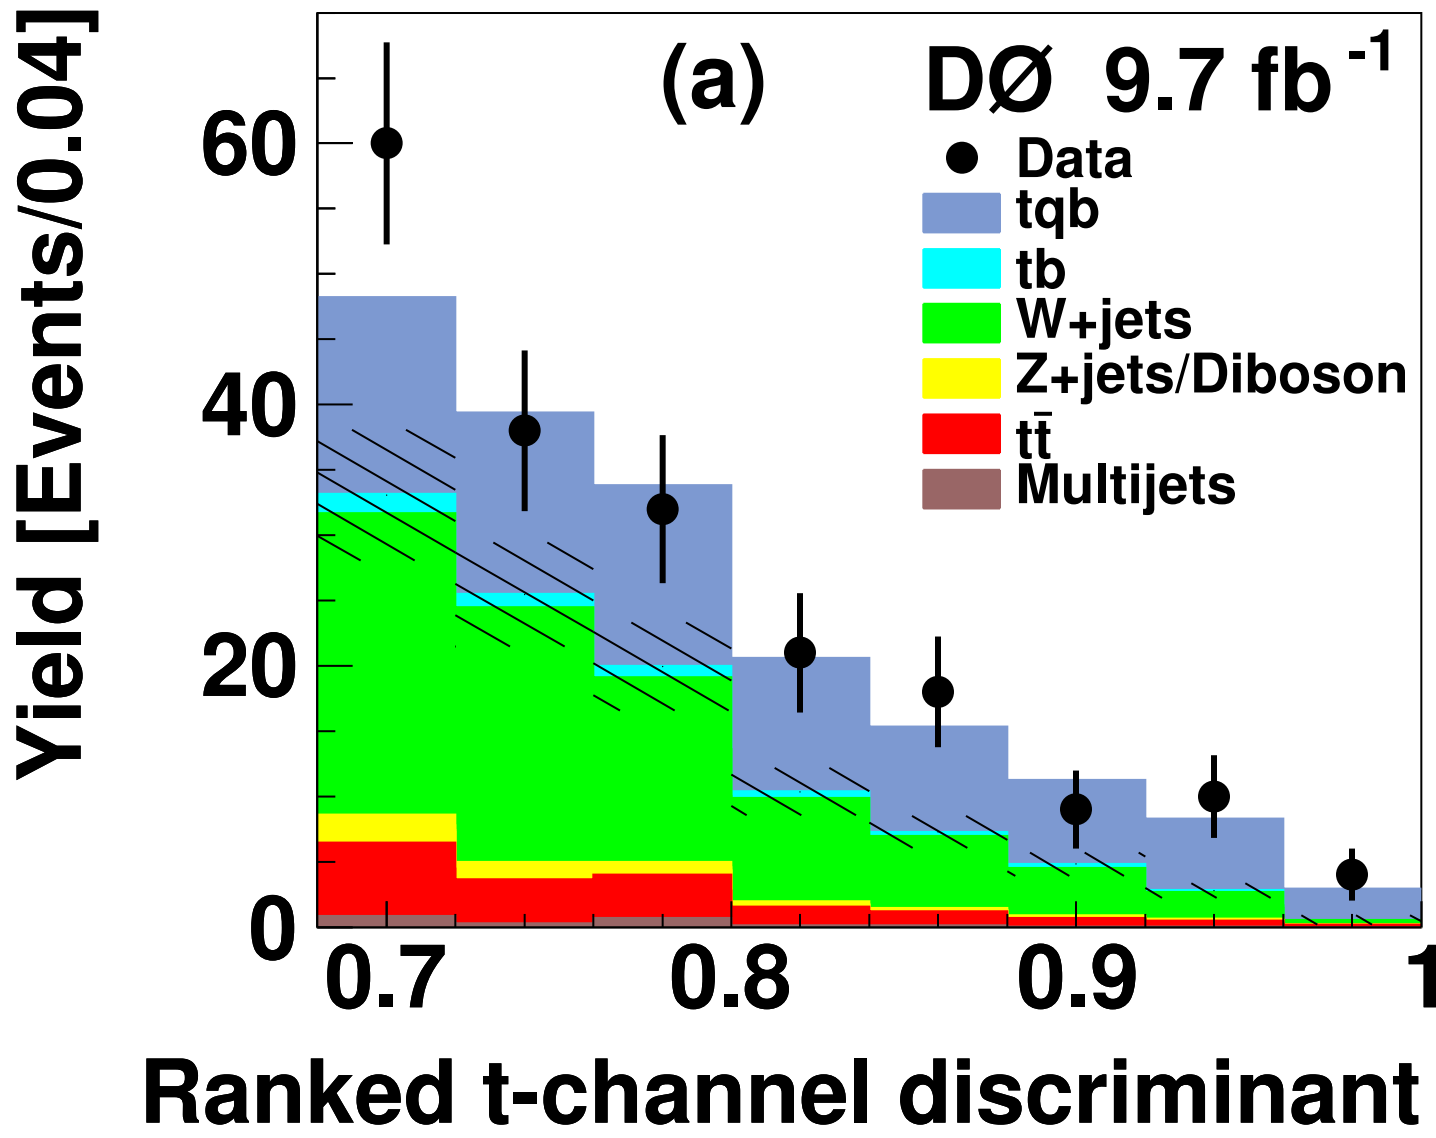 Yield [Events/0.04]
(a)
DØ 9.7 fb⁻¹
Data
tqb
tb
W+jets
Z+jets/Diboson
tt̄
Multijets
60
40
20
0
0.7 0.8 0.9 1
Ranked t-channel discriminant